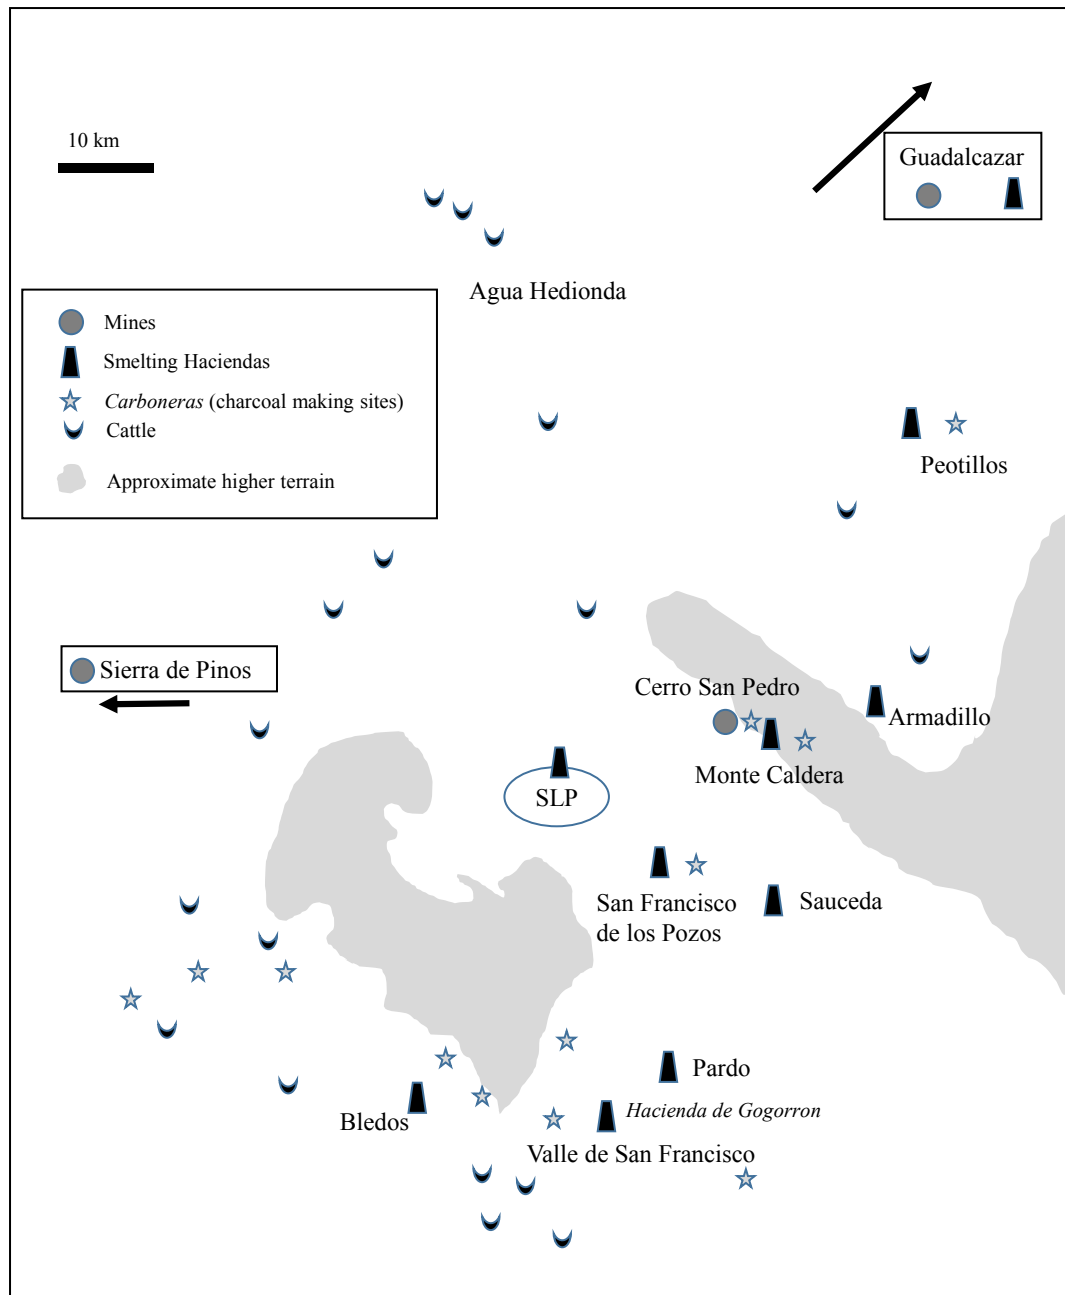 10 km
Guadalcazar
Agua Hedionda
Mines
Smelting Haciendas
Carboneras (charcoal making sites)
Cattle
Approximate higher terrain
Peotillos
Sierra de Pinos
Cerro San Pedro
Armadillo
Monte Caldera
SLP
San Francisco
de los Pozos
Sauceda
Pardo
Hacienda de Gogorron
Bledos
Valle de San Francisco